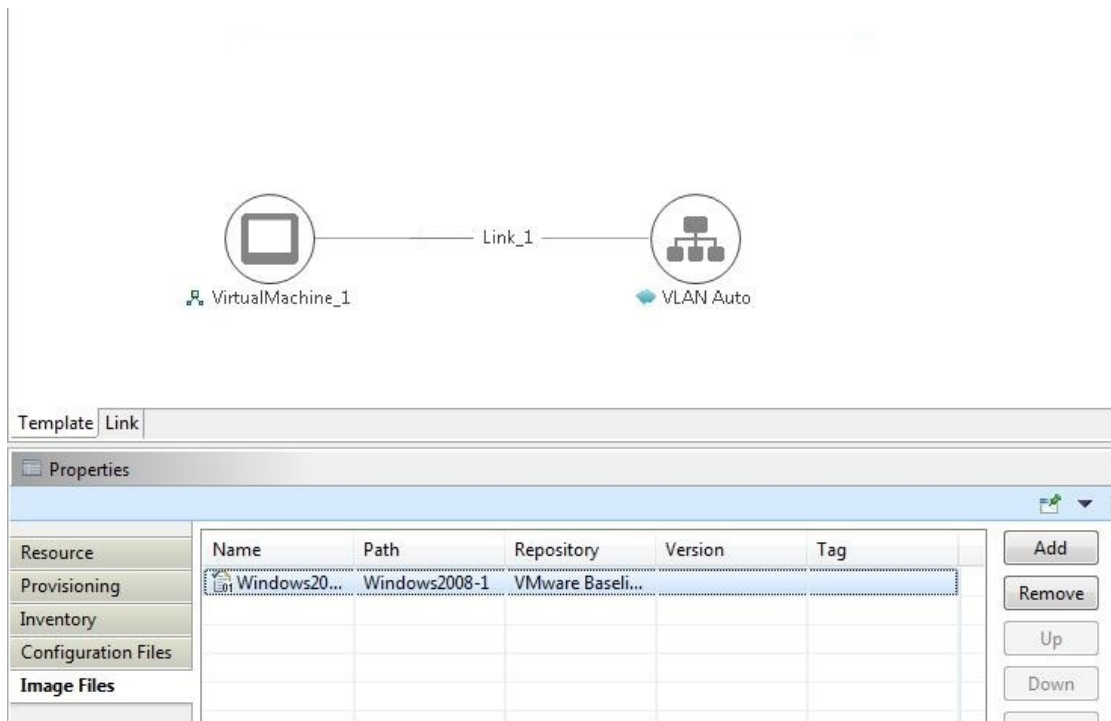 Link_1
VirtualMachine_1 VLAN Auto
Template Link
Properties
Resource Name Path Repository Version Tag Add
Provisioning Windows20... Windows2008-1 VMware Baseli... Remove
Inventory
Configuration Files Up
Image Files Down